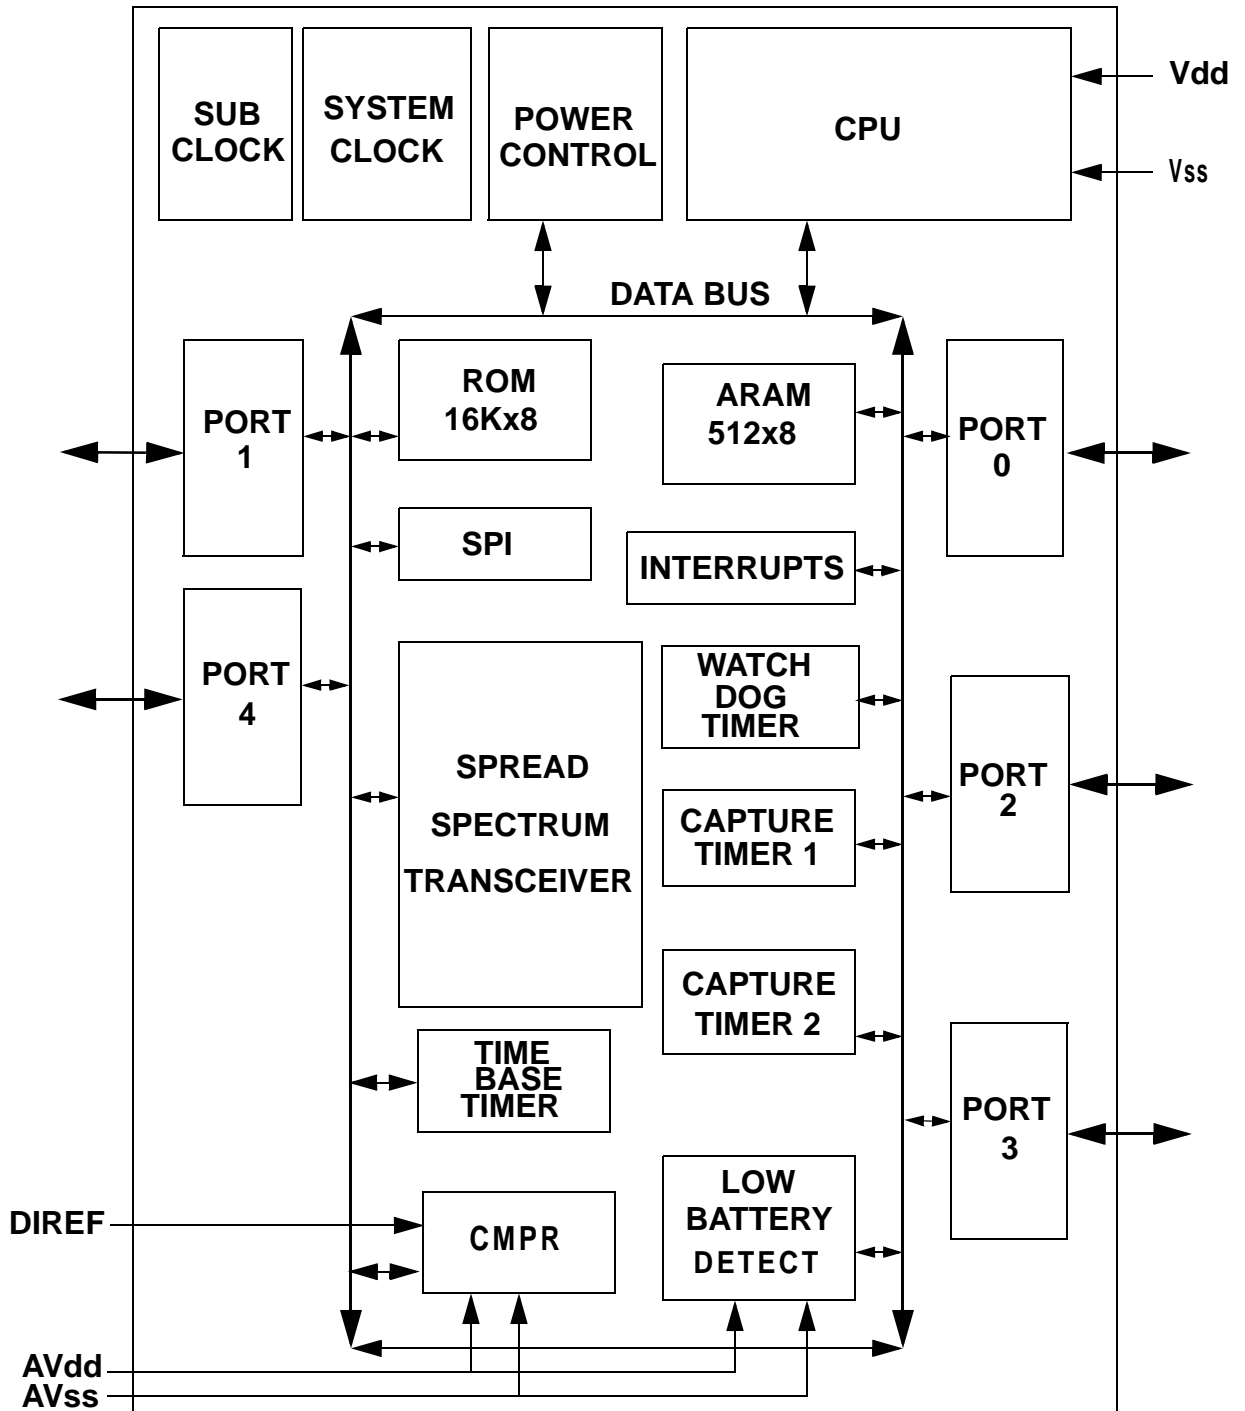 SUB
CLOCK
SYSTEM
CLOCK
POWER
CONTROL
CPU
Vdd
Vss
DATA BUS
PORT
1
ROM
16Kx8
ARAM
512x8
PORT
0
SPI
INTERRUPTS
PORT
4
WATCH
DOG
TIMER
SPREAD
SPECTRUM
TRANSCEIVER
PORT
2
CAPTURE
TIMER 1
CAPTURE
TIMER 2
TIME
BASE
TIMER
PORT
3
DIREF
CMPR
LOW
BATTERY
DETECT
AVdd
AVss